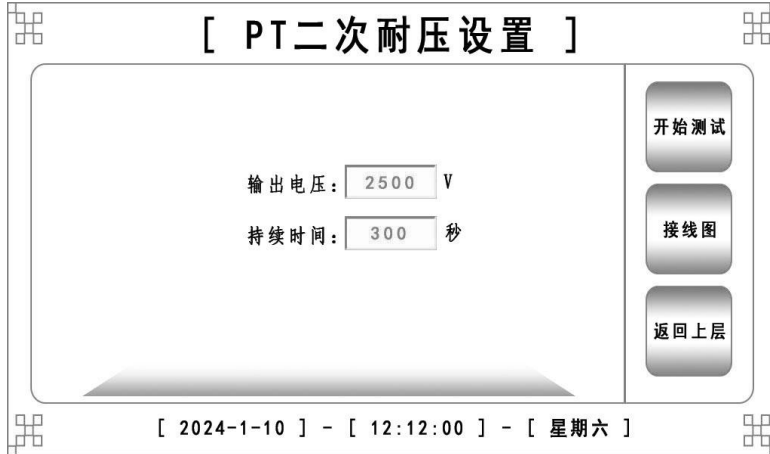 [ PT二次耐压设置 ]
开始测试
输出电压: 2500 V
接线图
持续时间: 300 秒
返回上层
[ 2024-1-10 ] - [ 12:12:00 ] - [ 星期六 ]